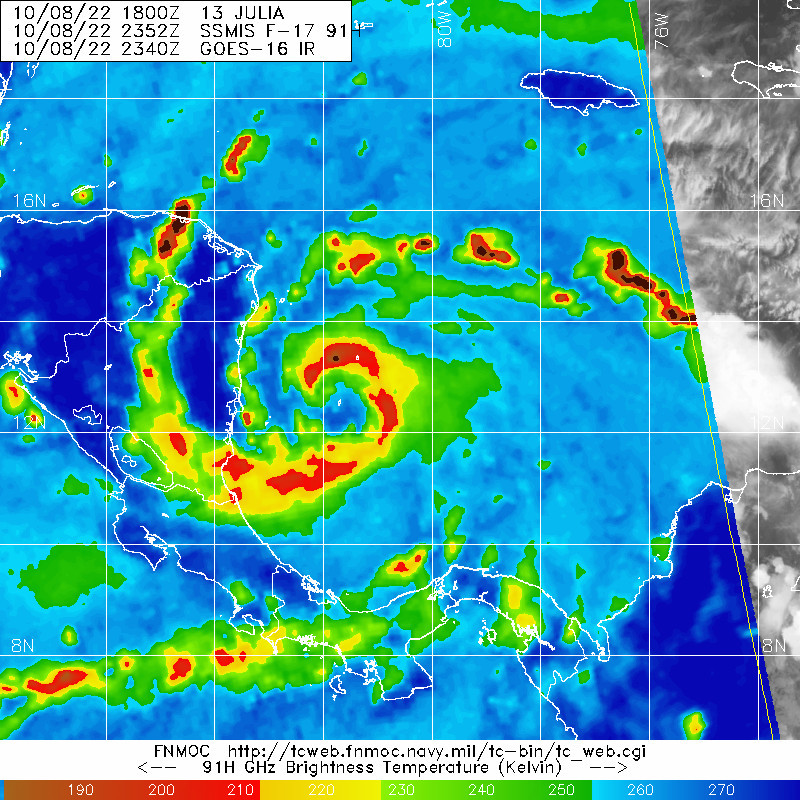 10/08/22 1800Z 13 JULIA
10/08/22 2352Z SSMIS F-17 91H
10/08/22 2340Z GOES-16 IR
80W
76W
16N
16N
12N
12N
8N
8N
FNMOC http://tcweb.fnmoc.navy.mil/tc-bin/tc_web.cgi
<-- 91H GHz Brightness Temperature (Kelvin) -->
190 200 210 220 230 240 250 260 270